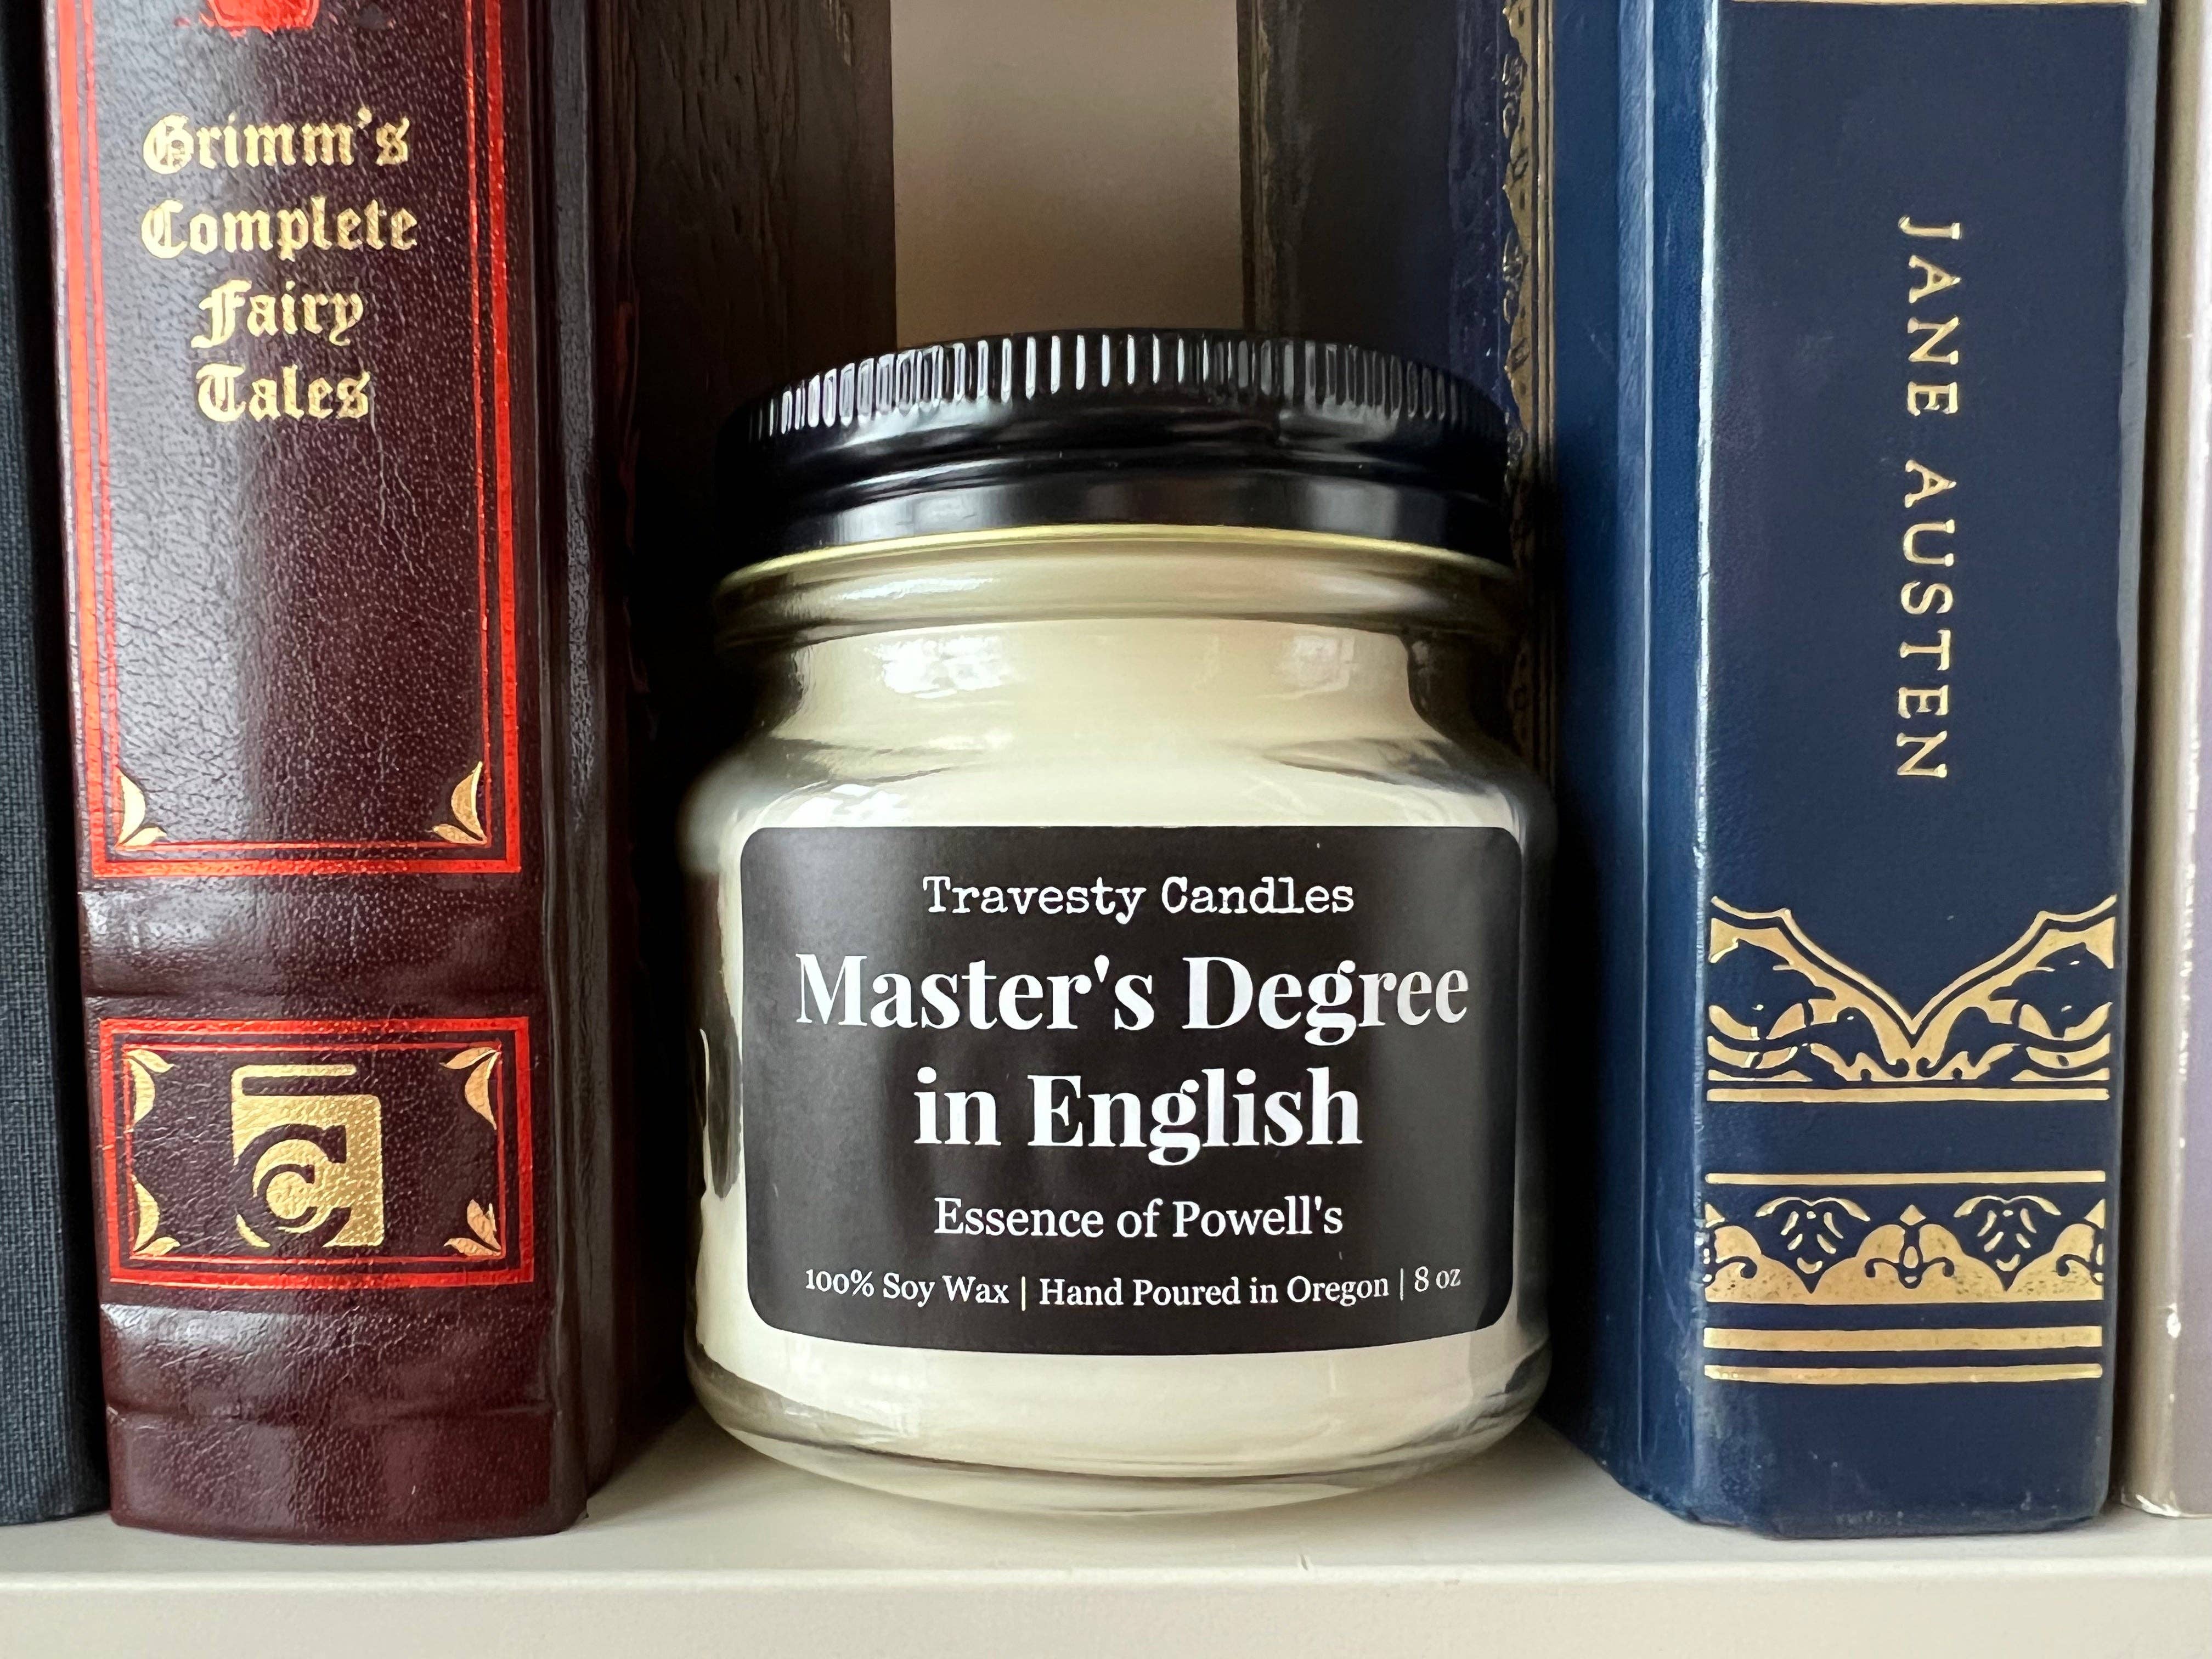 Grimm's
Complete
Fairy
Tales
Travesty Candles
Master's Degree
in English
Essence of Powell's
100% Soy Wax | Hand Poured in Oregon | 8 oz
JANE AUSTEN